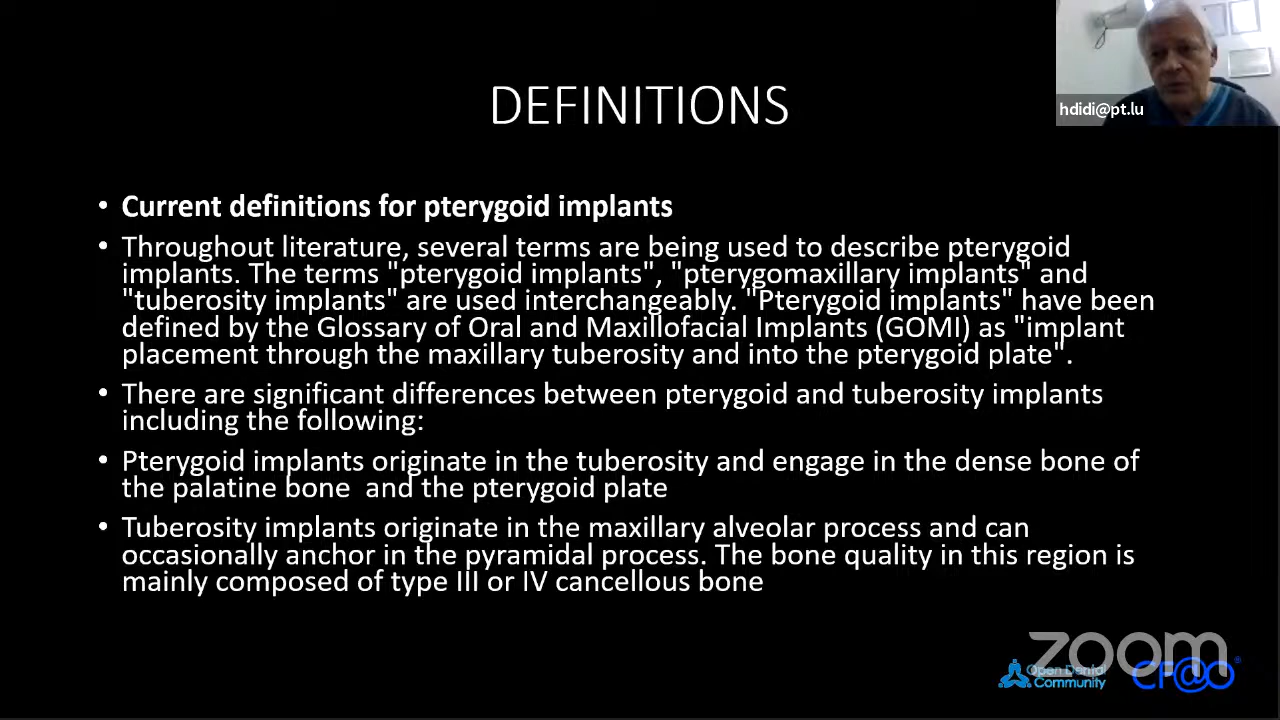 hdidi@pt.lu
DEFINITIONS
• Current definitions for pterygoid implants
• Throughout literature, several terms are being used to describe pterygoid
implants. The terms "pterygoid implants", "pterygomaxillary implants" and
"tuberosity implants" are used interchangeably. "Pterygoid implants" have been
defined by the Glossary of Oral and Maxillofacial Implants (GOMI) as "implant
placement through the maxillary tuberosity and into the pterygoid plate".
• There are significant differences between pterygoid and tuberosity implants
including the following:
• Pterygoid implants originate in the tuberosity and engage in the dense bone of
the palatine bone  and the pterygoid plate
• Tuberosity implants originate in the maxillary alveolar process and can
occasionally anchor in the pyramidal process. The bone quality in this region is
mainly composed of type III or IV cancellous bone
zoom
Open Dental
Community
CF@O®